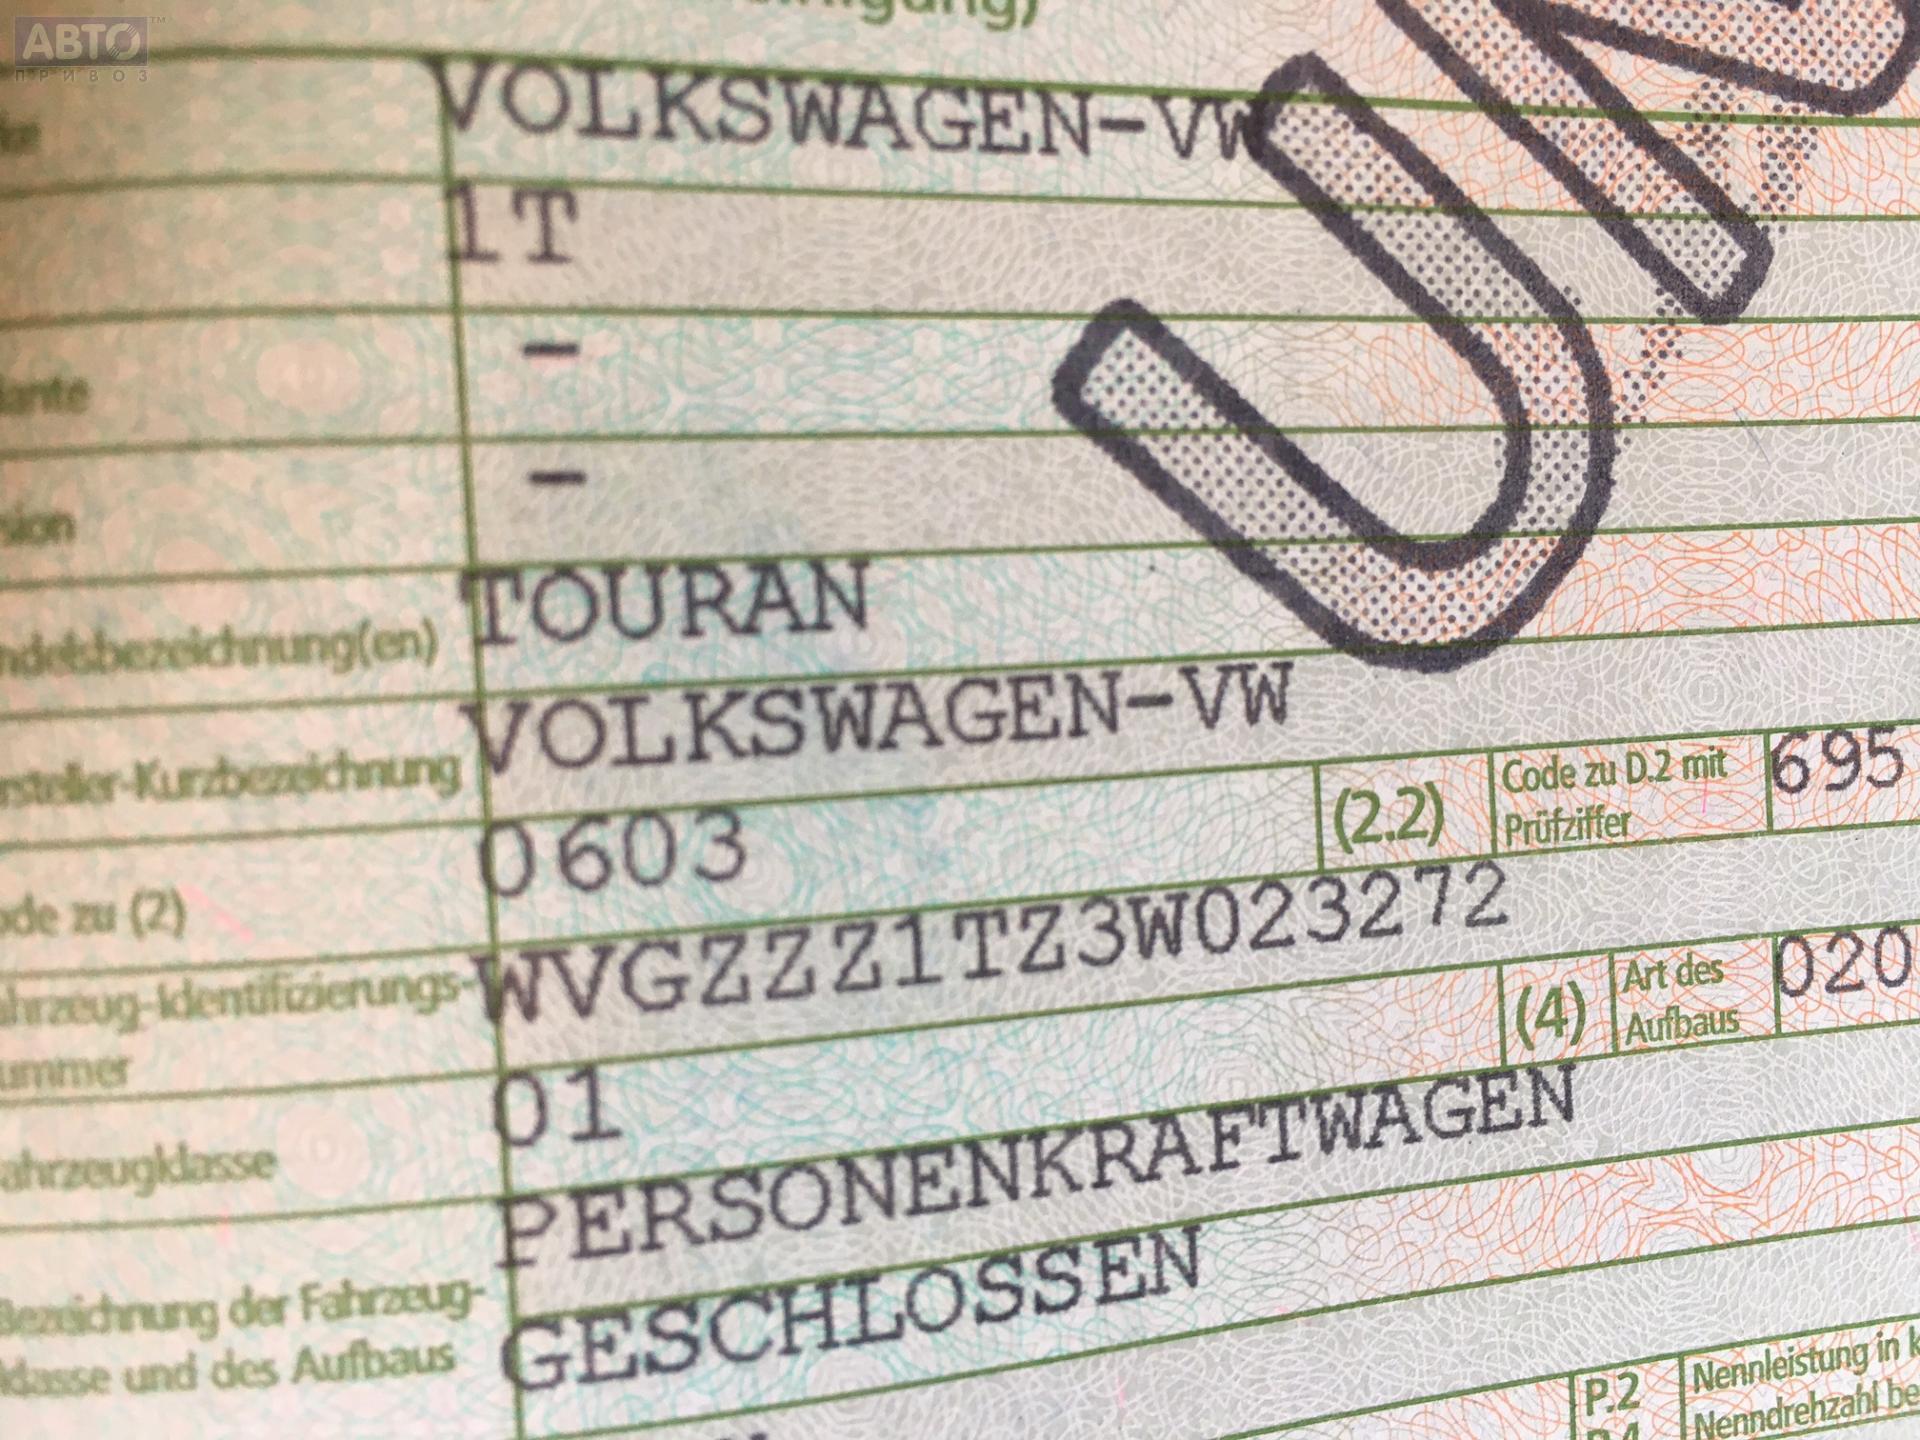 АВТО™
ПРИВОЗ
VOLKSWAGEN-VW
1T
-
-
TOURAN
ndelsbezeichnung(en)
VOLKSWAGEN-VW
rsteller-Kurzbezeichnung
0603
(2.2)
Code zu D.2 mit
Prüfziffer
695
ode zu (2)
WVGZZZ1TZ3W023272
ahrzeug-Identifizierungs-
ummer
01
(4)
Art des
Aufbaus
020
ahrzeugklasse
PERSONENKRAFTWAGEN
GESCHLOSSEN
Bezeichnung der Fahrzeug-
klasse und des Aufbaus
P.2
Nennleistung in k
Nenndrehzahl be